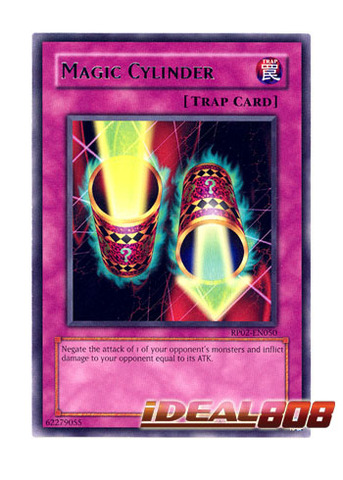 MAGIC CYLINDER
TRAP
罠
[TRAP CARD]
RP02-EN050
Negate the attack of 1 of your opponent's monsters and inflict
damage to your opponent equal to its ATK.
62279055
iDEAL808